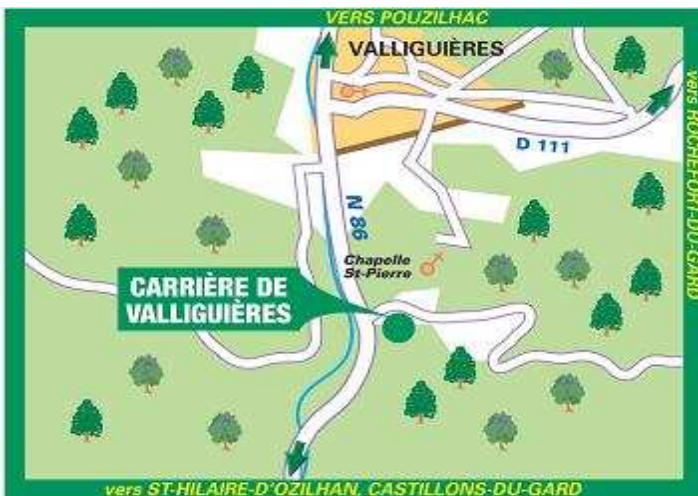 VERS POUZILHAC
VALLIGUIÈRES
vers ROCHEFORT-DU-GARD
D 111
N 86
Chapelle
St-Pierre
CARRIÈRE DE
VALLIGUIÈRES
vers ST-HILAIRE-D'OZILHAN, CASTILLONS-DU-GARD